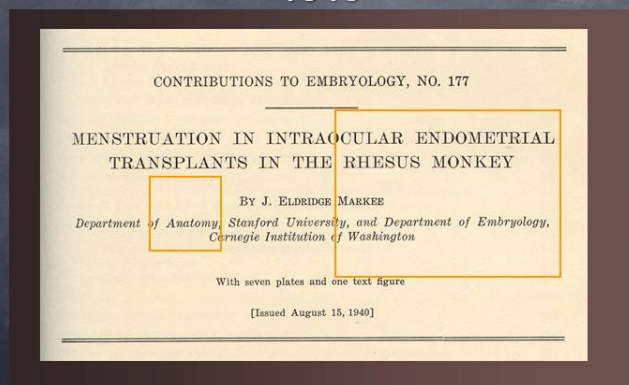 CONTRIBUTIONS TO EMBRYOLOGY, NO. 177
MENSTRUATION IN INTRAOCULAR ENDOMETRIAL
TRANSPLANTS IN THE RHESUS MONKEY
BY J. ELDRIDGE MARKEE
Department of Anatomy, Stanford University, and Department of Embryology,
Carnegie Institution of Washington
With seven plates and one text figure
[Issued August 15, 1940]